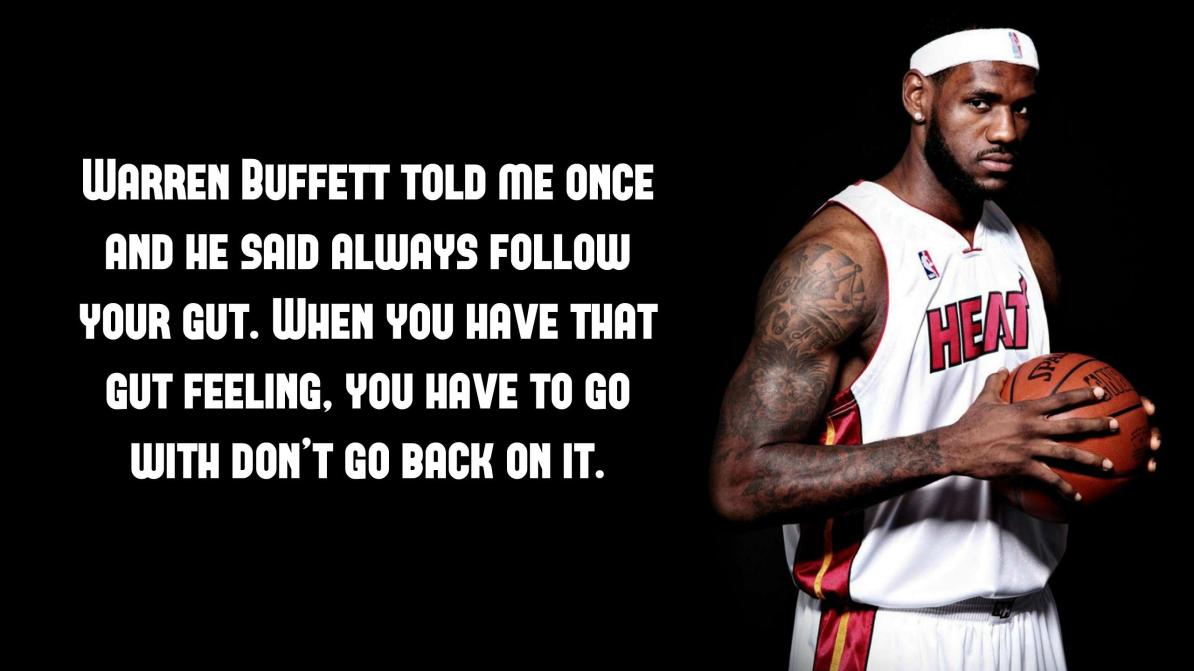 Warren Buffett told me once
and he said always follow
your gut. When you have that
gut feeling, you have to go
with don't go back on it.
HEAT